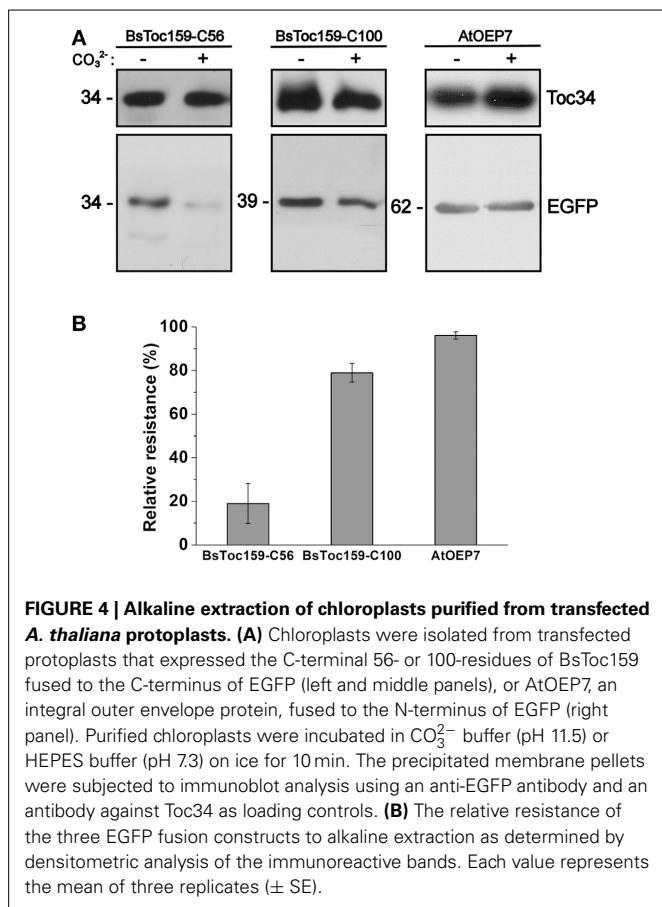 A
BsToc159-C56 BsToc159-C100 AtOEP7
CO₃²⁻ : - + - + - +
34 - Toc34
34 - 39 - 62 - EGFP
B
Relative resistance (%)
100
80
60
40
20
0
BsToc159-C56 BsToc159-C100 AtOEP7
FIGURE 4 | Alkaline extraction of chloroplasts purified from transfected
A. thaliana protoplasts. (A) Chloroplasts were isolated from transfected
protoplasts that expressed the C-terminal 56- or 100-residues of BsToc159
fused to the C-terminus of EGFP (left and middle panels), or AtOEP7, an
integral outer envelope protein, fused to the N-terminus of EGFP (right
panel). Purified chloroplasts were incubated in CO₃²⁻ buffer (pH 11.5) or
HEPES buffer (pH 7.3) on ice for 10 min. The precipitated membrane pellets
were subjected to immunoblot analysis using an anti-EGFP antibody and an
antibody against Toc34 as loading controls. (B) The relative resistance of
the three EGFP fusion constructs to alkaline extraction as determined by
densitometric analysis of the immunoreactive bands. Each value represents
the mean of three replicates (± SE).